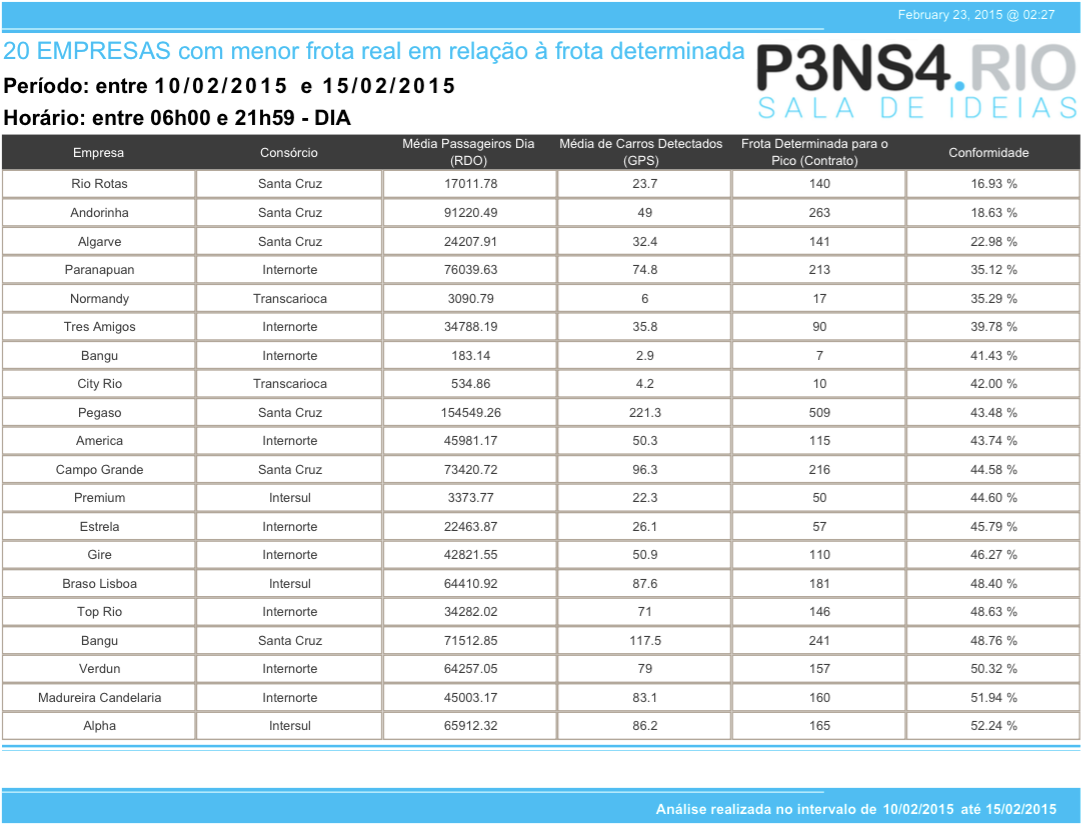 February 23, 2015 @ 02:27
20 EMPRESAS com menor frota real em relação à frota determinada
P3NS4.RIO
SALA DE IDEIAS
Período: entre 10/02/2015 e 15/02/2015
Horário: entre 06h00 e 21h59 - DIA
Empresa Consórcio Média Passageiros Dia (RDO) Média de Carros Detectados (GPS) Frota Determinada para o Pico (Contrato) Conformidade
Rio Rotas Santa Cruz 17011.78 23.7 140 16.93 %
Andorinha Santa Cruz 91220.49 49 263 18.63 %
Algarve Santa Cruz 24207.91 32.4 141 22.98 %
Paranapuan Internorte 76039.63 74.8 213 35.12 %
Normandy Transcarioca 3090.79 6 17 35.29 %
Tres Amigos Internorte 34788.19 35.8 90 39.78 %
Bangu Internorte 183.14 2.9 7 41.43 %
City Rio Transcarioca 534.86 4.2 10 42.00 %
Pegaso Santa Cruz 154549.26 221.3 509 43.48 %
America Internorte 45981.17 50.3 115 43.74 %
Campo Grande Santa Cruz 73420.72 96.3 216 44.58 %
Premium Intersul 3373.77 22.3 50 44.60 %
Estrela Internorte 22463.87 26.1 57 45.79 %
Gire Internorte 42821.55 50.9 110 46.27 %
Braso Lisboa Intersul 64410.92 87.6 181 48.40 %
Top Rio Internorte 34282.02 71 146 48.63 %
Bangu Santa Cruz 71512.85 117.5 241 48.76 %
Verdun Internorte 64257.05 79 157 50.32 %
Madureira Candelaria Internorte 45003.17 83.1 160 51.94 %
Alpha Intersul 65912.32 86.2 165 52.24 %
Análise realizada no intervalo de 10/02/2015 até 15/02/2015